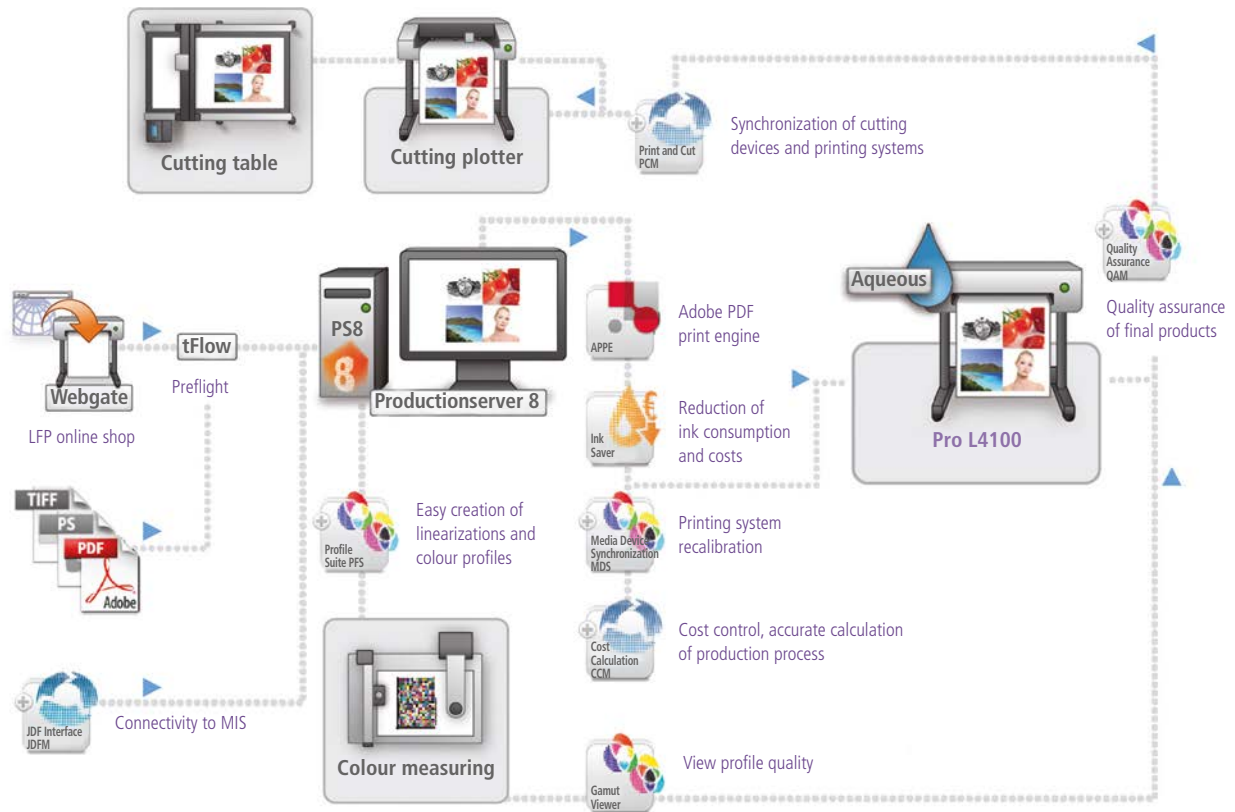 Cutting table
Cutting plotter
Print and Cut
PCM
Synchronization of cutting
devices and printing systems
Quality
Assurance
QAM
Quality assurance
of final products
Aqueous
Pro L4100
Webgate
LFP online shop
tFlow
Preflight
PS8
8
Productionserver 8
APPE
Adobe PDF
print engine
Ink
Saver
Reduction of
ink consumption
and costs
TIFF
PS
PDF
Adobe
Profile
Suite PFS
Easy creation of
linearizations and
colour profiles
Media Device
Synchronization
MDS
Printing system
recalibration
Cost
Calculation
CCM
Cost control, accurate calculation
of production process
JDF Interface
JDFM
Connectivity to MIS
Colour measuring
Gamut
Viewer
View profile quality